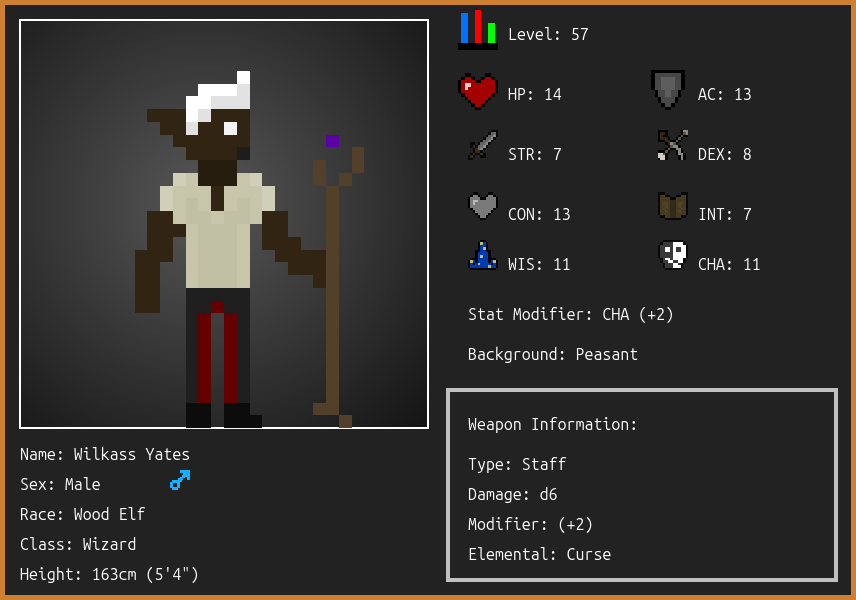 Level: 57
HP: 14
AC: 13
STR: 7
DEX: 8
CON: 13
INT: 7
WIS: 11
CHA: 11
Stat Modifier: CHA (+2)
Background: Peasant
Weapon Information:
Type: Staff
Damage: d6
Modifier: (+2)
Elemental: Curse
Name: Wilkass Yates
Sex: Male
Race: Wood Elf
Class: Wizard
Height: 163cm (5'4")